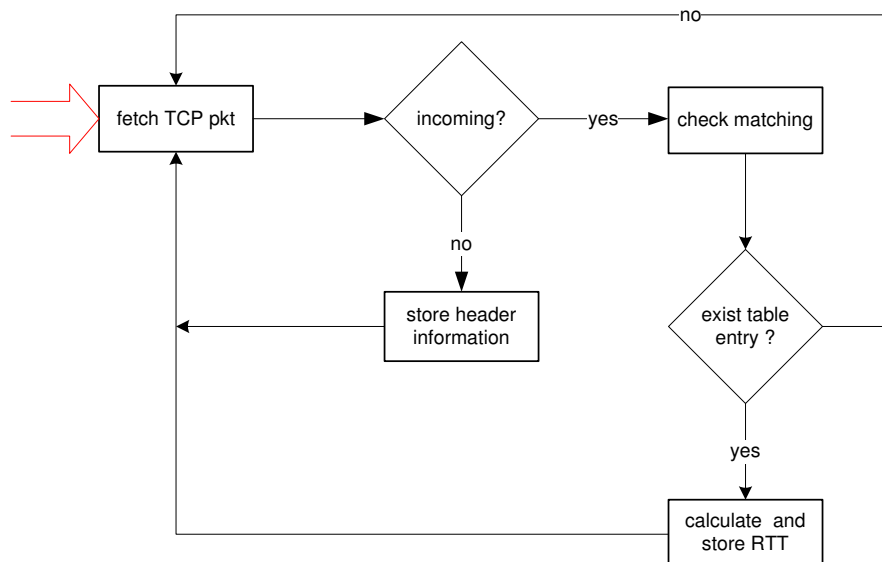 no
fetch TCP pkt
incoming?
yes
check matching
no
store header
information
exist table
entry ?
yes
calculate and
store RTT